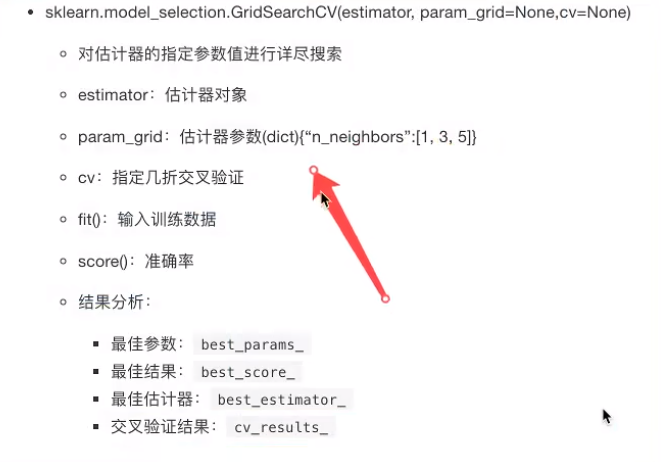 sklearn.model_selection.GridSearchCV(estimator, param_grid=None,cv=None)
对估计器的指定参数值进行详尽搜索
estimator：估计器对象
param_grid：估计器参数(dict){“n_neighbors”:[1, 3, 5]}
cv：指定几折交叉验证
fit()：输入训练数据
score()：准确率
结果分析：
最佳参数： best_params_
最佳结果： best_score_
最佳估计器： best_estimator_
交叉验证结果： cv_results_